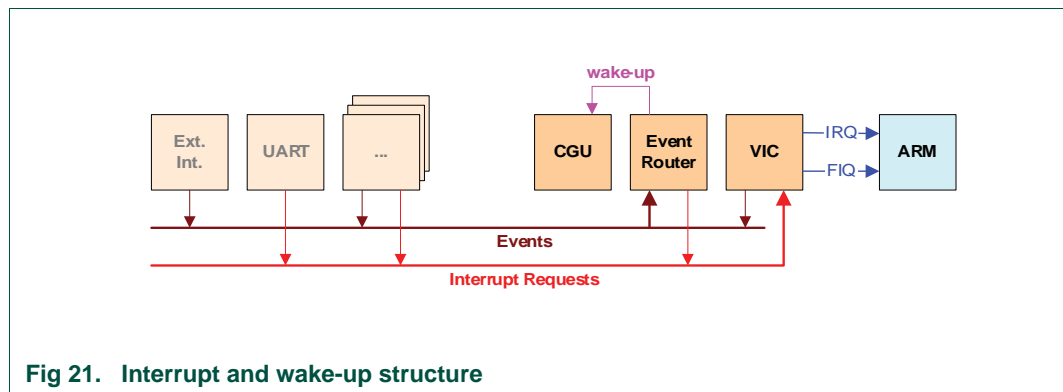 wake-up
Ext.
Int.
UART
...
CGU
Event
Router
VIC
IRQ
FIQ
ARM
Events
Interrupt Requests
Fig 21. Interrupt and wake-up structure